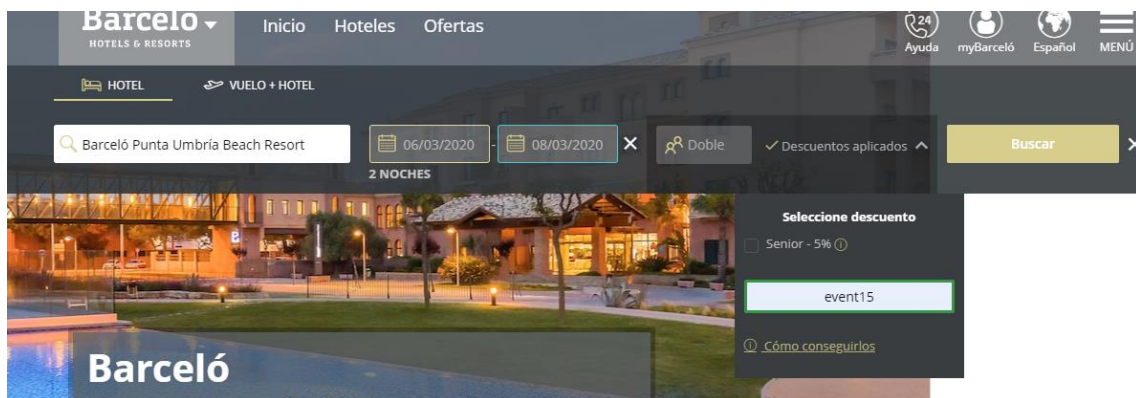 Barceló
HOTELS & RESORTS
Inicio Hoteles Ofertas
24
Ayuda myBarceló Español MENÚ
HOTEL VUELO + HOTEL
Barceló Punta Umbría Beach Resort 06/03/2020 - 08/03/2020 Doble Descuentos aplicados Buscar
2 NOCHES
Seleccione descuento
Senior - 5%
event15
Cómo conseguirlos
Barceló